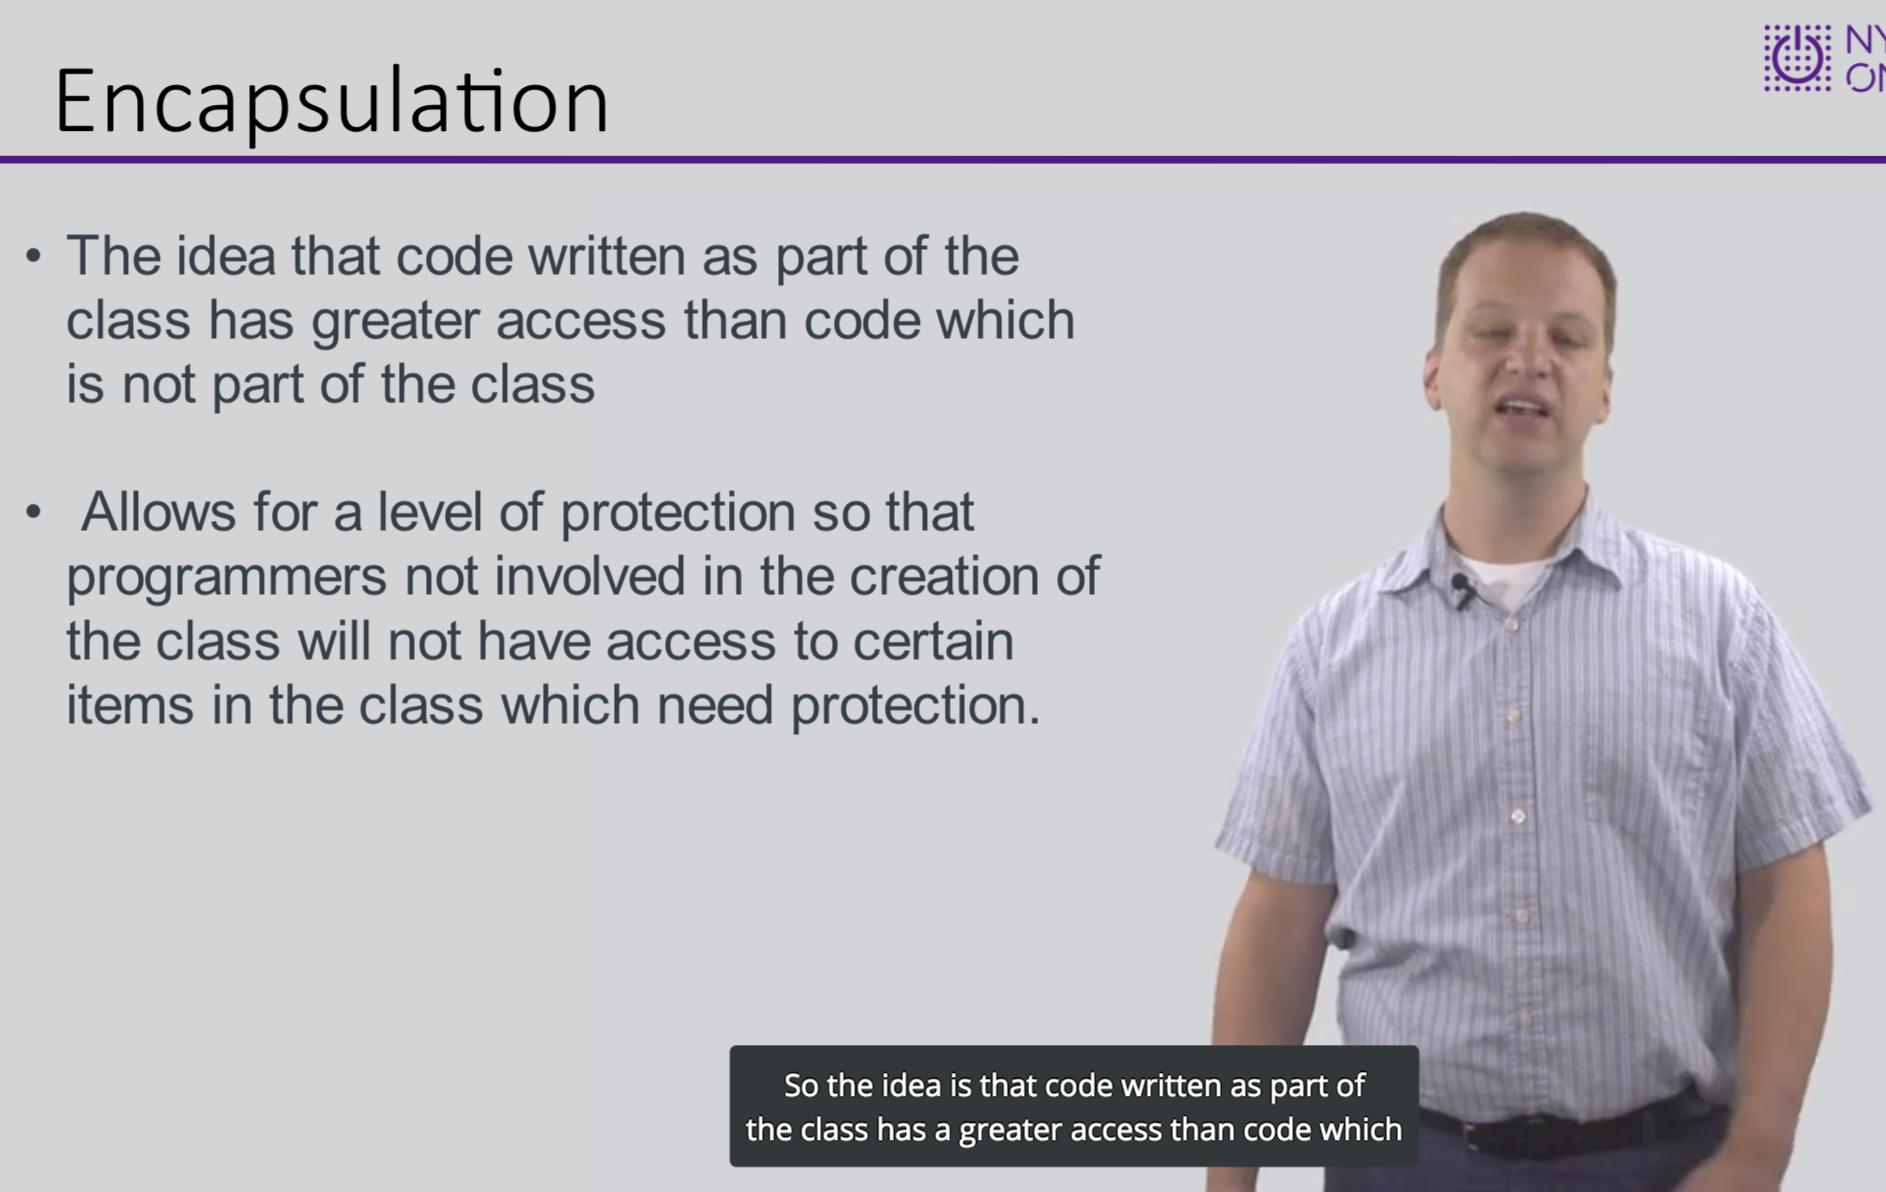 Encapsulation
NY
ON
• The idea that code written as part of the
class has greater access than code which
is not part of the class
• Allows for a level of protection so that
programmers not involved in the creation of
the class will not have access to certain
items in the class which need protection.
So the idea is that code written as part of
the class has a greater access than code which